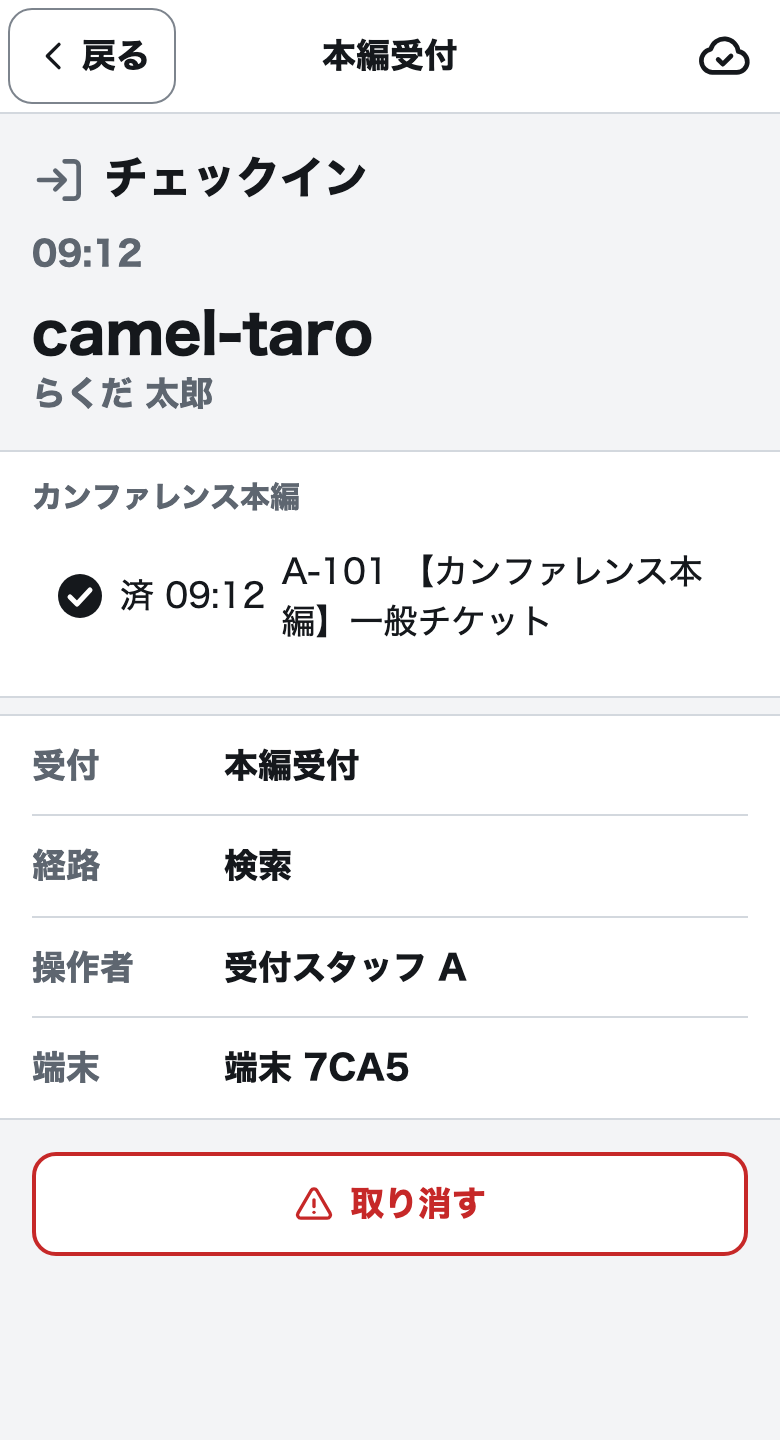 戻る
本編受付
チェックイン
09:12
camel-taro
らくだ 太郎
カンファレンス本編
済 09:12
A-101 【カンファレンス本
編】一般チケット
受付 本編受付
経路 検索
操作者 受付スタッフ A
端末 端末 7CA5
取り消す